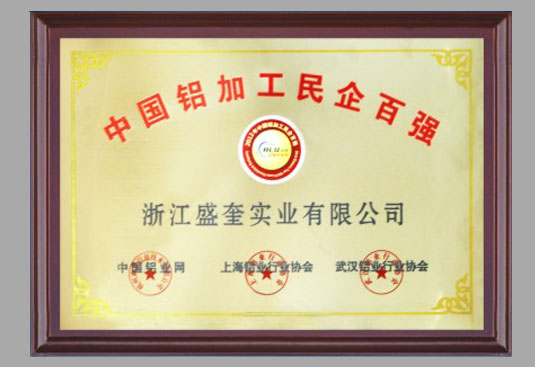 中国铝加工民企百强
浙江盛奎实业有限公司
中国铝业网 上海铝业行业协会 武汉铝业行业协会